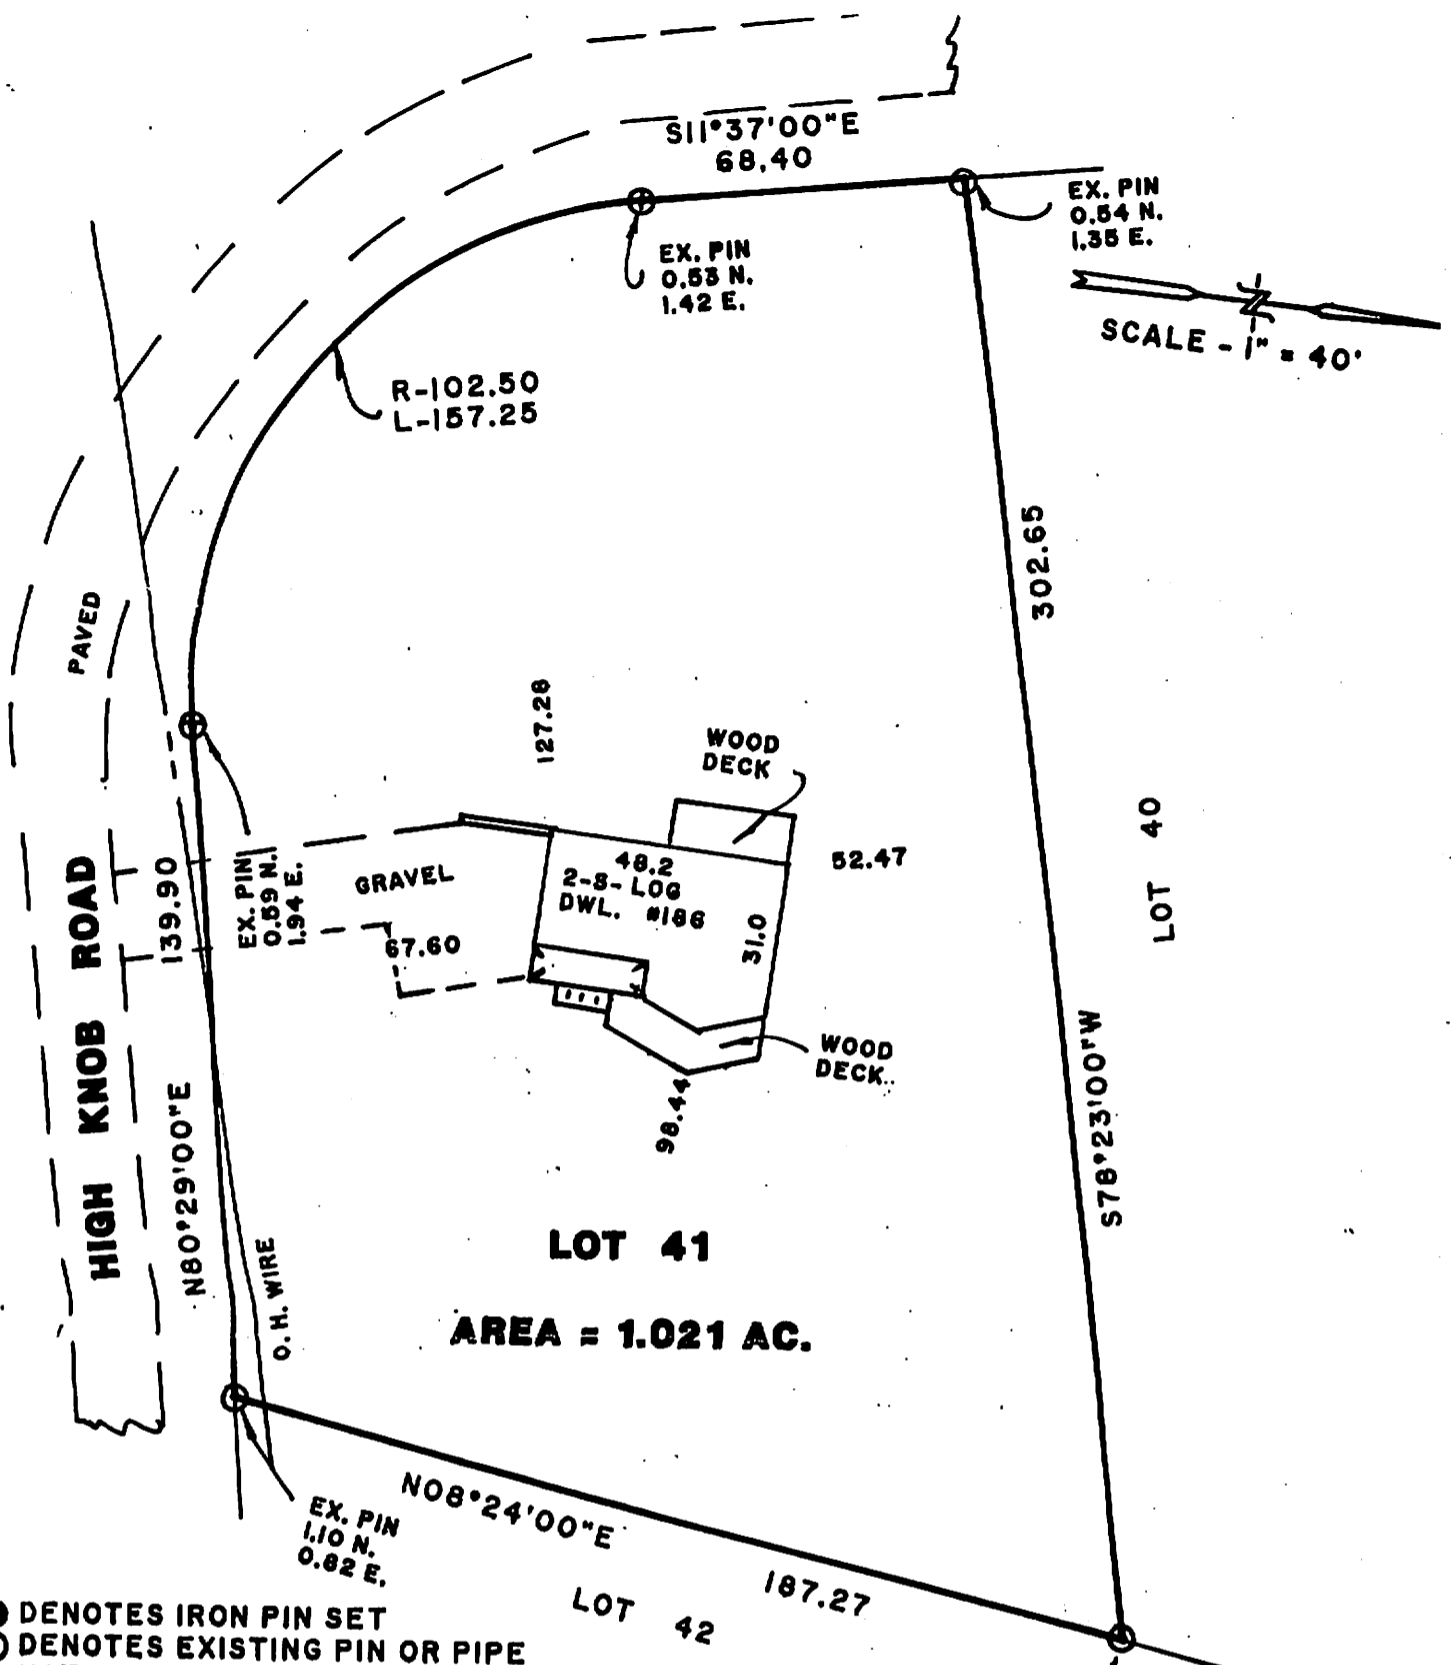 S11°37'00"E
68.40
EX. PIN
0.54 N.
1.35 E.
EX. PIN
0.53 N.
1.42 E.
SCALE - 1" = 40'
R-102.50
L-157.25
302.65
PAVED
127.28
WOOD
DECK
LOT 40
139.90
EX. PIN
0.59 N.
1.94 E.
GRAVEL
48.2
2-S-LOG
DWL. #186
52.47
31.0
67.60
HIGH KNOB ROAD
WOOD
DECK
98.44
S78°23'00"W
N80°29'00"E
O.H. WIRE
LOT 41
AREA = 1.021 AC.
N08°24'00"E
187.27
EX. PIN
1.10 N.
0.82 E.
LOT 42
DENOTES IRON PIN SET
DENOTES EXISTING PIN OR PIPE